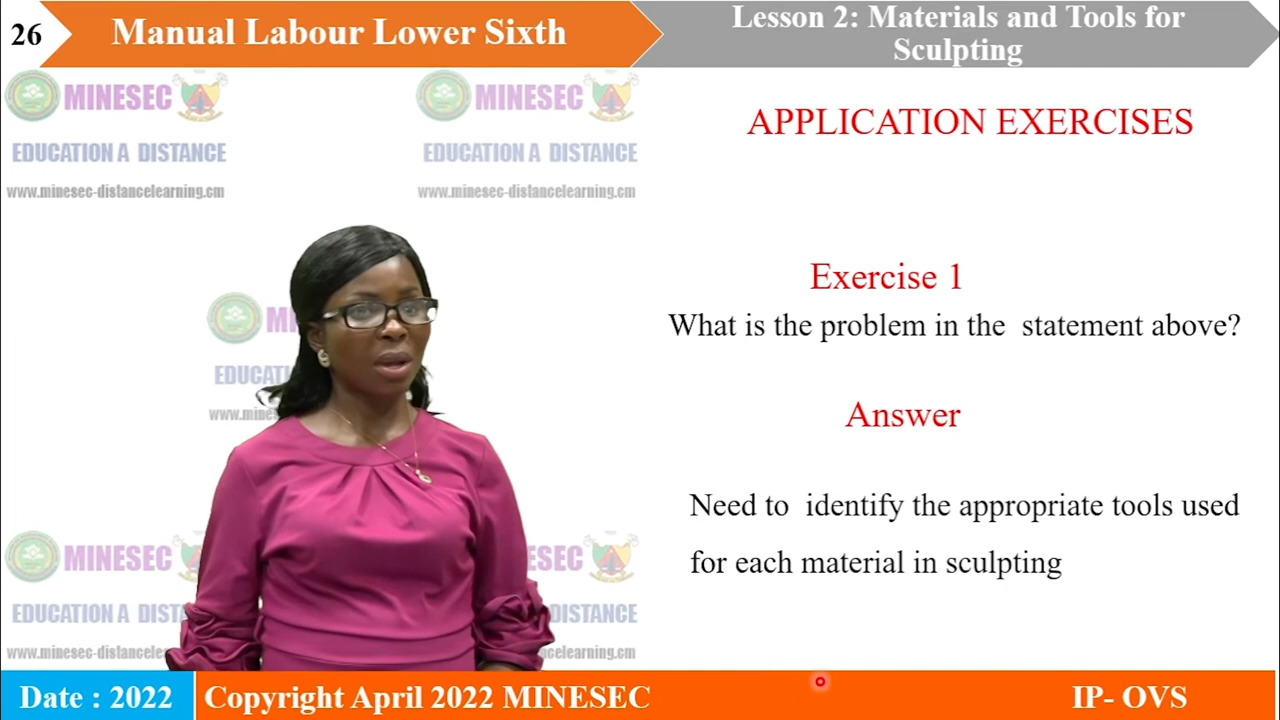 26
Manual Labour Lower Sixth
Lesson 2: Materials and Tools for
Sculpting
MINESEC
MINESEC
EDUCATION A DISTANCE
EDUCATION A DISTANCE
www.minesec-distancelearning.cm
www.minesec-distancelearning.cm
APPLICATION EXERCISES
Exercise 1
What is the problem in the statement above?
Answer
Need to identify the appropriate tools used
for each material in sculpting
MINESEC
EDUCATION A DIST
DISTANCE
www.minesec-distancele
celearning.cm
Date : 2022
Copyright April 2022 MINESEC
IP- OVS